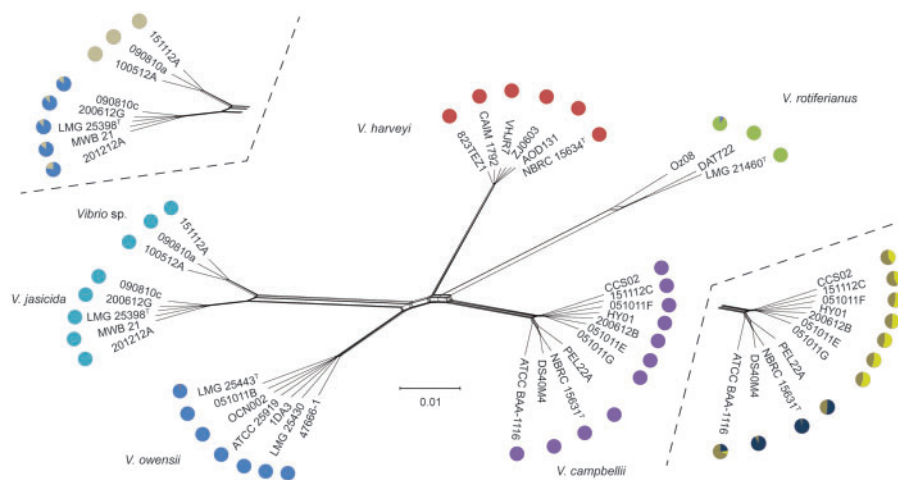 151112A
090810a
100512A
090810c
200612G
LMG 25398ᵀ
MWB 21
201212A
V. harveyi
823TEZ1
CAIM 1792
VHJR7
ZJ0603
AOD131
NBRC 15634ᵀ
V. rotiferianus
Oz08
DAT722
LMG 21460ᵀ
Vibrio sp.
151112A
090810a
100512A
V. jasicida
090810c
200612G
LMG 25398ᵀ
MWB 21
201212A
CCS02
151112C
051011F
HY01
200612B
051011E
051011G
PEL22A
NBRC 15631ᵀ
DS40M4
ATCC BAA-1116
V. campbellii
CCS02
151112C
051011F
HY01
200612B
051011E
051011G
PEL22A
NBRC 15631ᵀ
DS40M4
ATCC BAA-1116
LMG 25443ᵀ
051011B
OCN002
ATCC 25919
1DA3
LMG 25430
47666-1
V. owensii
0.01